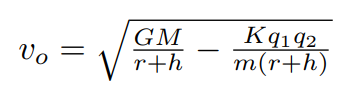 v_o = \sqrt{\frac{GM}{r+h} - \frac{Kq_1q_2}{m(r+h)}}